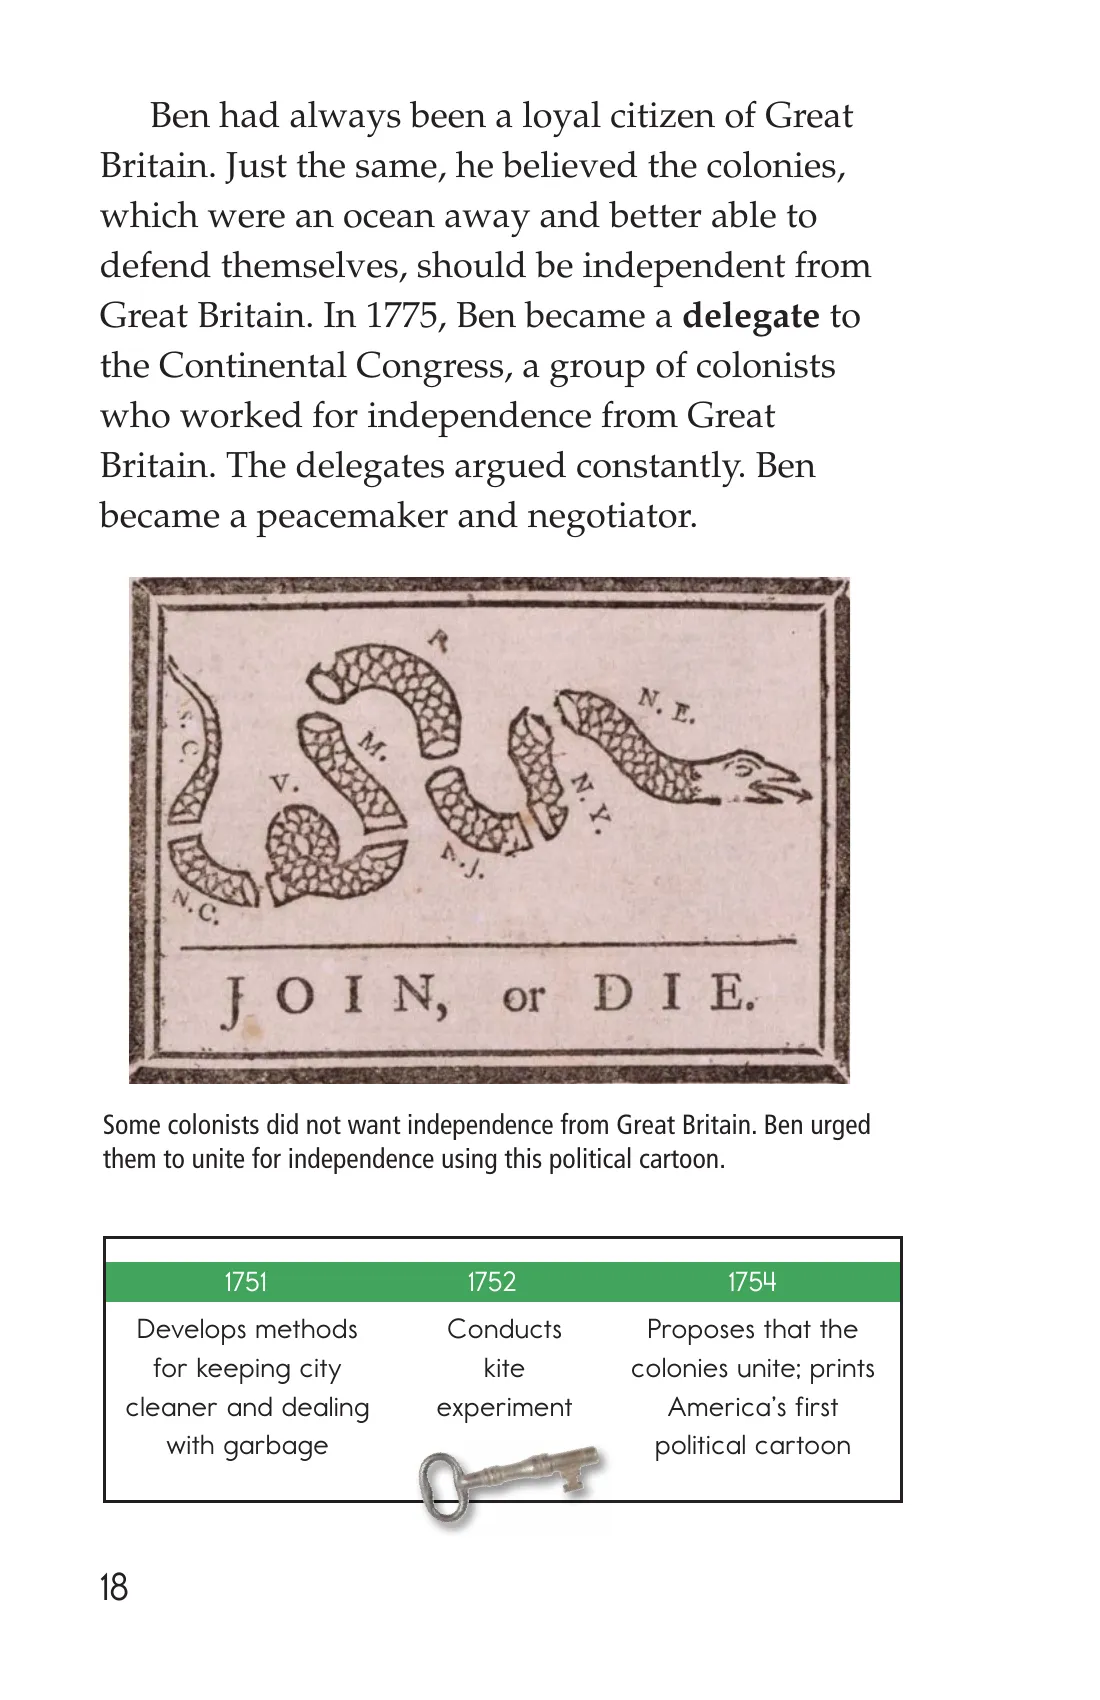 Ben had always been a loyal citizen of Great
Britain. Just the same, he believed the colonies,
which were an ocean away and better able to
defend themselves, should be independent from
Great Britain. In 1775, Ben became a delegate to
the Continental Congress, a group of colonists
who worked for independence from Great
Britain. The delegates argued constantly. Ben
became a peacemaker and negotiator.
R
N. E.
S. C.
M.
V.
N. Y.
N. J.
N. C.
JOIN, or DIE.
Some colonists did not want independence from Great Britain. Ben urged
them to unite for independence using this political cartoon.
1751
Develops methods
for keeping city
cleaner and dealing
with garbage
1752
Conducts
kite
experiment
1754
Proposes that the
colonies unite; prints
America's first
political cartoon
18